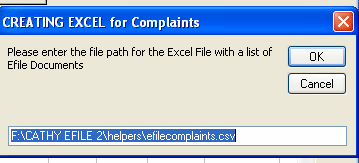 CREATING EXCEL for Complaints
Please enter the file path for the Excel File with a list of
Efile Documents
OK
Cancel
F:\CATHY EFILE 2\helpers\efilecomplaints.csv